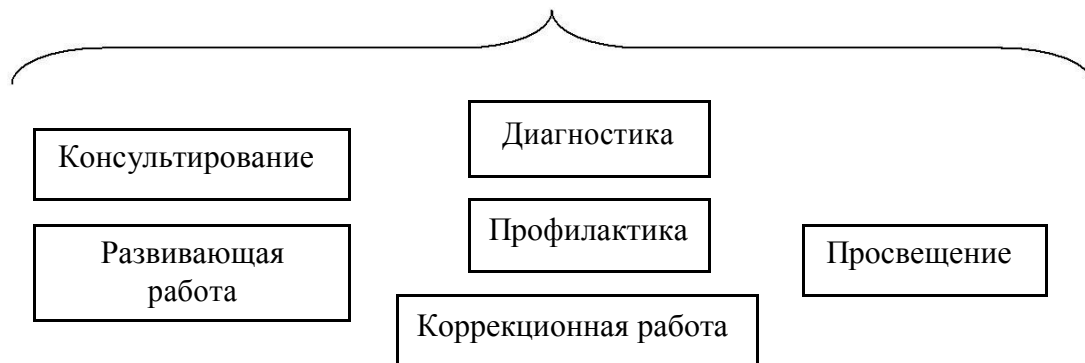 Консультирование
Развивающая
работа
Диагностика
Профилактика
Коррекционная работа
Просвещение